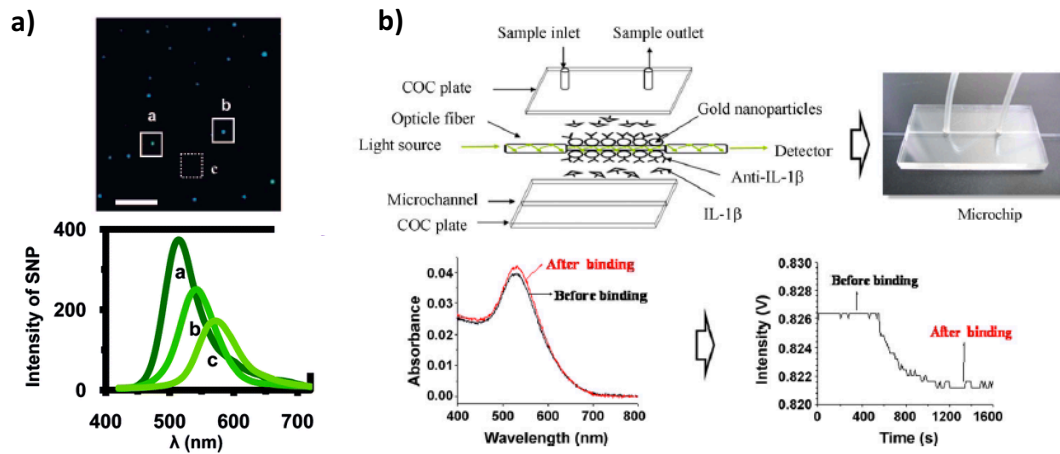 a)
a
b
c
400
200
0
Intensity of SNP
a
b
c
400 500 600 700
λ (nm)
b)
Sample inlet
Sample outlet
COC plate
Opticle fiber
Gold nanoparticles
Light source
Detector
Anti-IL-1β
Microchannel
IL-1β
COC plate
Microchip
0.04
0.03
0.02
0.01
0.00
Absorbance
After binding
Before binding
400 500 600 700 800
Wavelength (nm)
0.830
0.828
0.826
0.824
0.822
0.820
Intensity (V)
Before binding
After binding
0 400 800 1200 1600
Time (s)